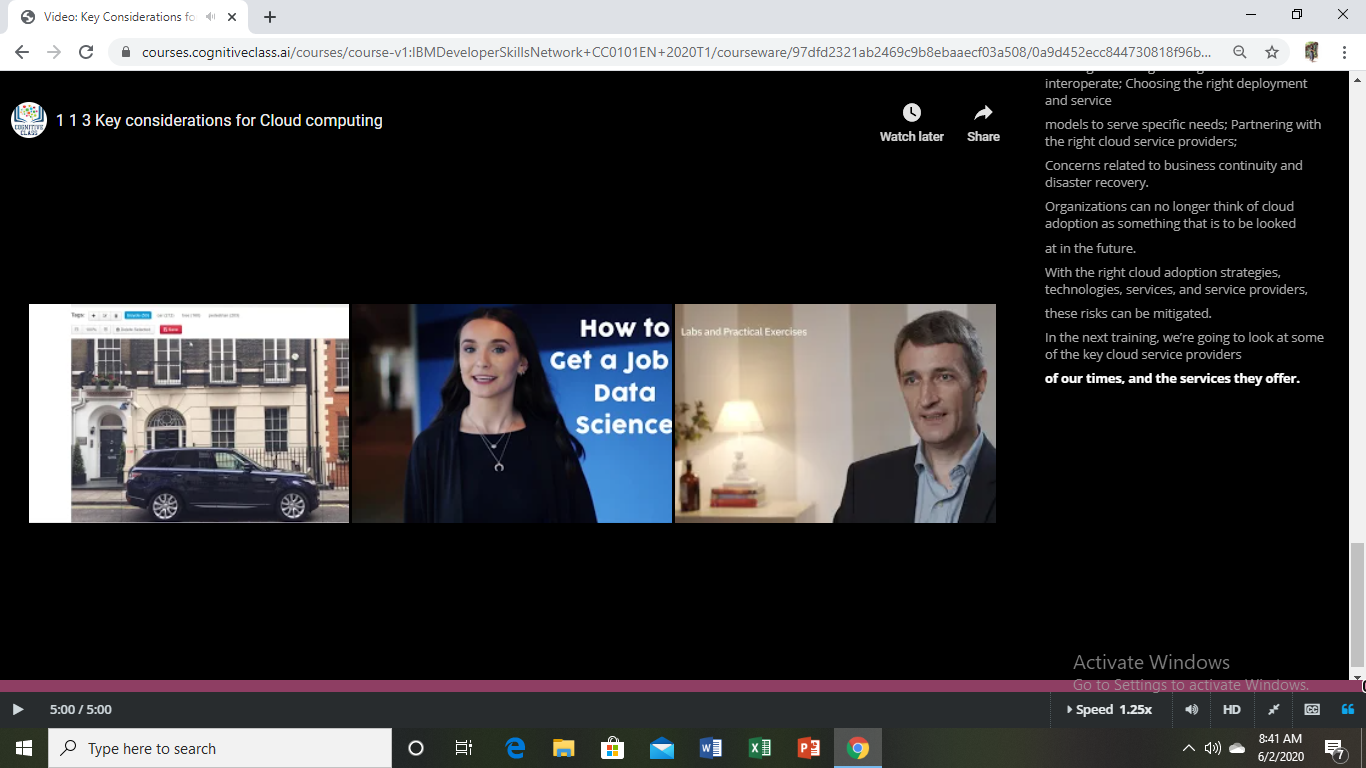 Video: Key Considerations fo
courses.cognitiveclass.ai/courses/course-v1:IBMDeveloperSkillsNetwork+CC0101EN+2020T1/courseware/97dfd2321ab2469c9b8ebaaecf03a508/0a9d452ecc844730818f96b...
COGNITIVE
CLASS
1 1 3 Key considerations for Cloud computing
Watch later
Share
interoperate; Choosing the right deployment
and service
models to serve specific needs; Partnering with
the right cloud service providers;
Concerns related to business continuity and
disaster recovery.
Organizations can no longer think of cloud
adoption as something that is to be looked
at in the future.
With the right cloud adoption strategies,
technologies, services, and service providers,
these risks can be mitigated.
In the next training, we're going to look at some
of the key cloud service providers
of our times, and the services they offer.
Tags:
How to
Get a Job
Data
Science
Labs and Practical Exercises
Activate Windows
Go to Settings to activate Windows.
5:00 / 5:00
Speed 1.25x
HD
CC
Type here to search
8:41 AM
6/2/2020
7